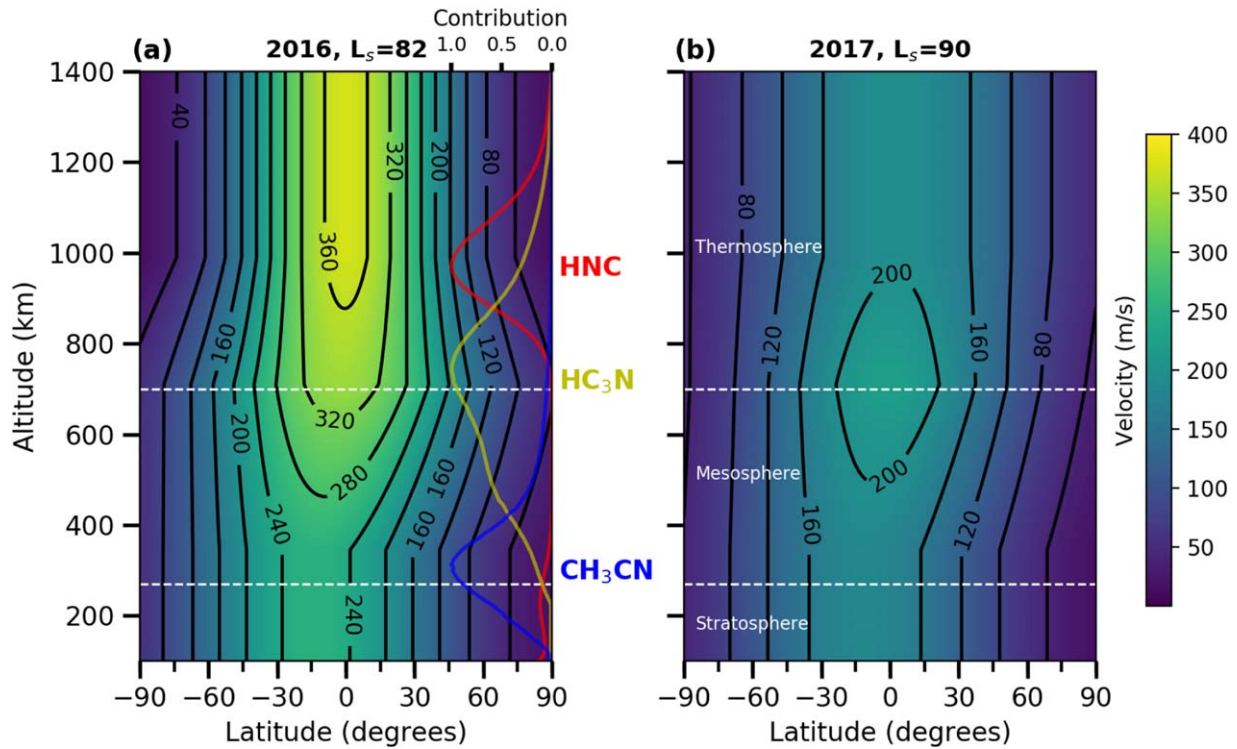 Contribution
1.0 0.5 0.0
(a) 2016, Lₛ=82
(b) 2017, Lₛ=90
1400
1200
1000
800
600
400
200
Altitude (km)
40
320
200
80
360
160
120
320
200
280
160
240
160
240
HNC
HC₃N
CH₃CN
−90 −60 −30 0 30 60 90
Latitude (degrees)
80
Thermosphere
200
120
160
80
Mesosphere
200
160
120
Stratosphere
−90 −60 −30 0 30 60 90
Latitude (degrees)
400
350
300
250
200
150
100
50
Velocity (m/s)